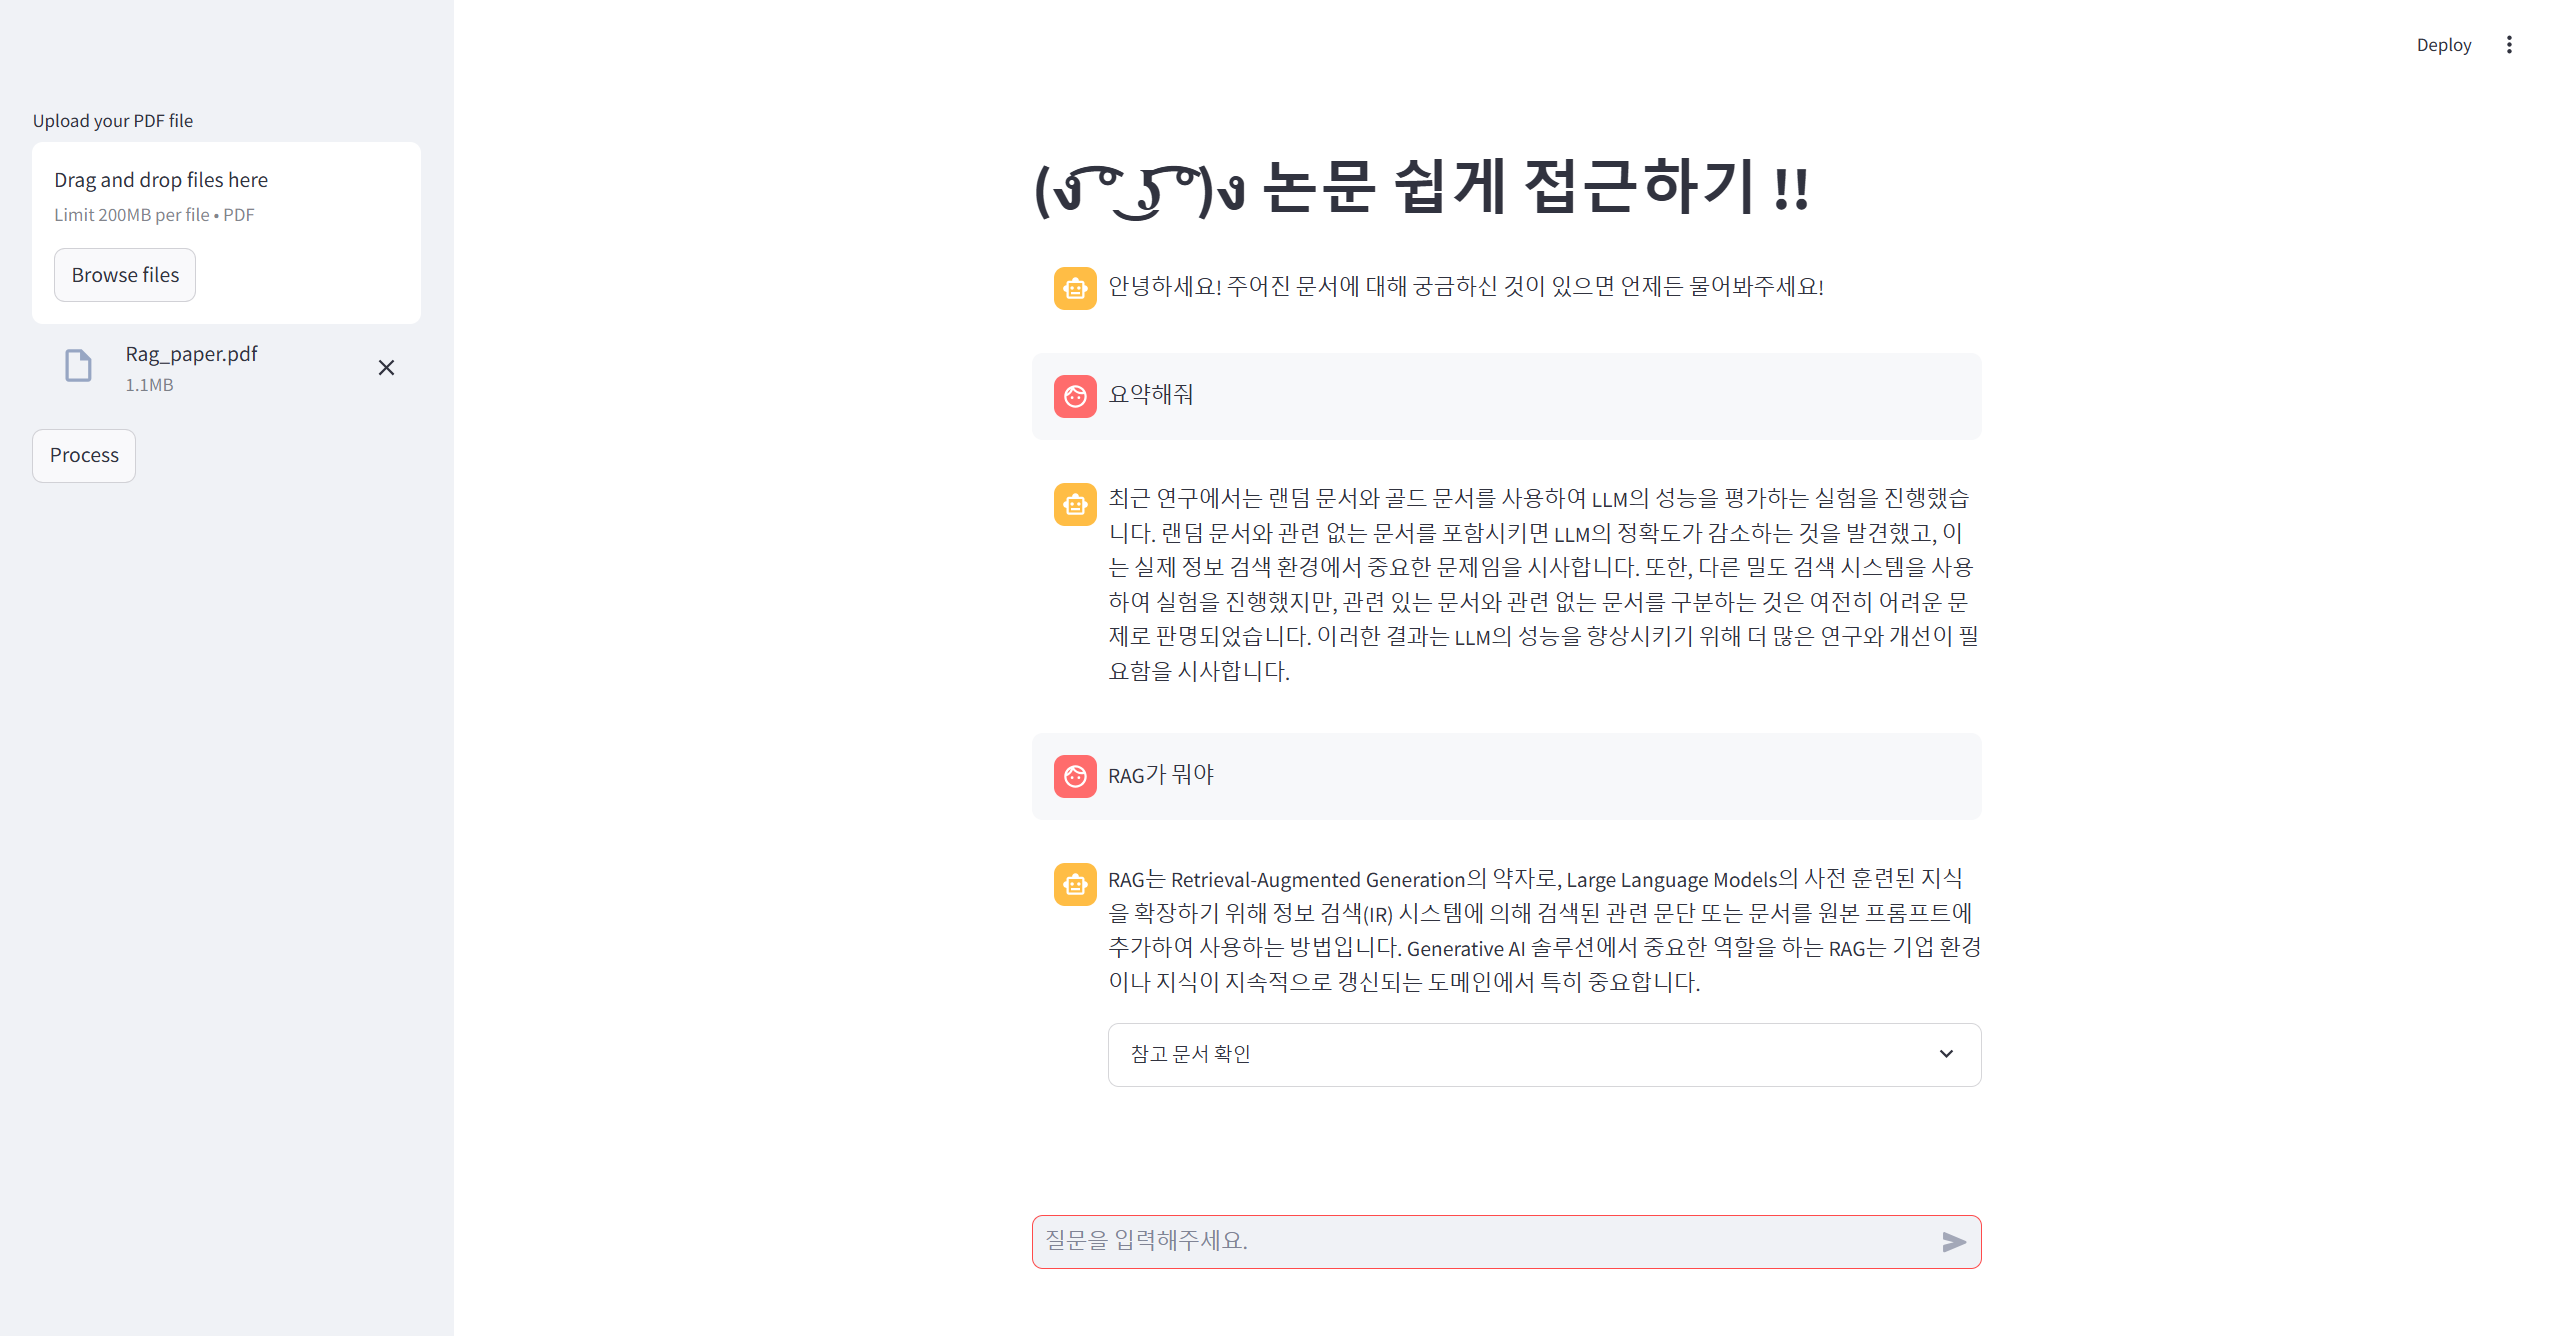 Deploy
Upload your PDF file
Drag and drop files here
Limit 200MB per file • PDF
Browse files
Rag_paper.pdf
1.1MB
Process
(ง ͡° ͜ʖ ͡°)ง 논문 쉽게 접근하기 !!
안녕하세요! 주어진 문서에 대해 궁금하신 것이 있으면 언제든 물어봐주세요!
요약해줘
최근 연구에서는 랜덤 문서와 골드 문서를 사용하여 LLM의 성능을 평가하는 실험을 진행했습
니다. 랜덤 문서와 관련 없는 문서를 포함시키면 LLM의 정확도가 감소하는 것을 발견했고, 이
는 실제 정보 검색 환경에서 중요한 문제임을 시사합니다. 또한, 다른 밀도 검색 시스템을 사용
하여 실험을 진행했지만, 관련 있는 문서와 관련 없는 문서를 구분하는 것은 여전히 어려운 문
제로 판명되었습니다. 이러한 결과는 LLM의 성능을 향상시키기 위해 더 많은 연구와 개선이 필
요함을 시사합니다.
RAG가 뭐야
RAG는 Retrieval-Augmented Generation의 약자로, Large Language Models의 사전 훈련된 지식
을 확장하기 위해 정보 검색(IR) 시스템에 의해 검색된 관련 문단 또는 문서를 원본 프롬프트에
추가하여 사용하는 방법입니다. Generative AI 솔루션에서 중요한 역할을 하는 RAG는 기업 환경
이나 지식이 지속적으로 갱신되는 도메인에서 특히 중요합니다.
참고 문서 확인
질문을 입력해주세요.